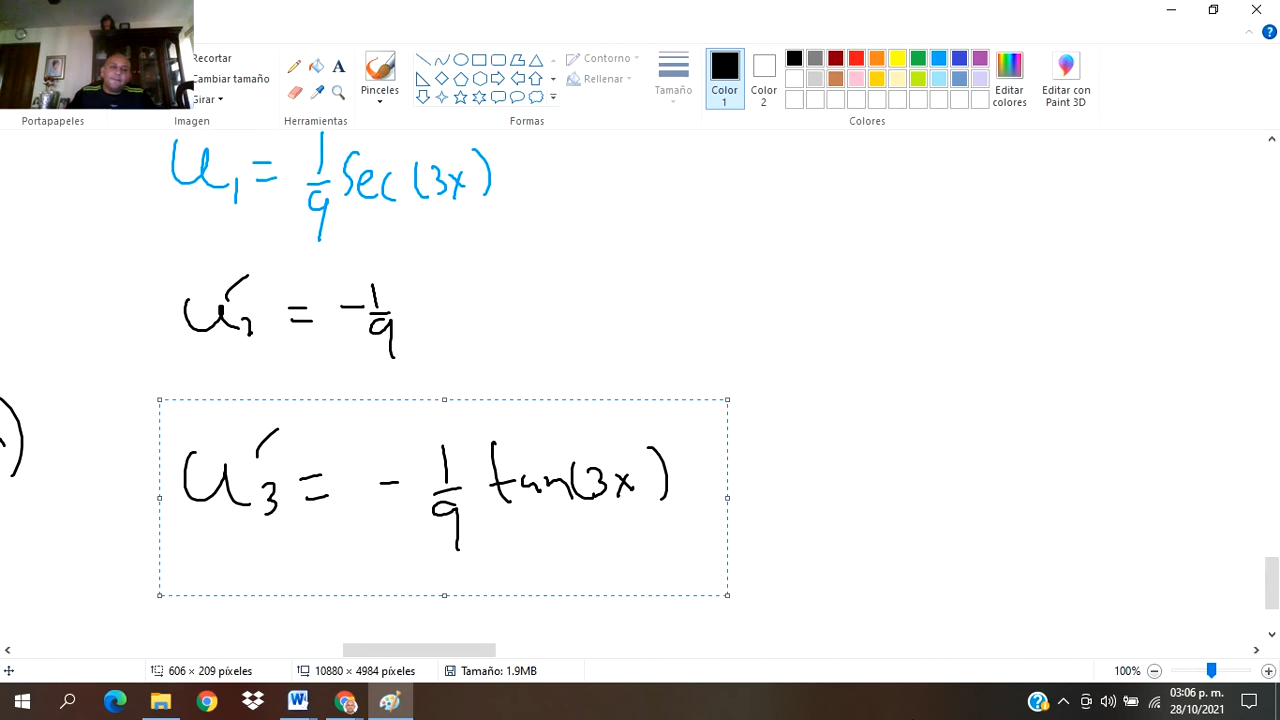 Recortar
Cambiar tamaño
Girar
Portapapeles
Imagen
Herramientas
Pinceles
Formas
Contorno
Rellenar
Tamaño
Color 1
Color 2
Colores
Editar colores
Editar con Paint 3D
u₁ = 1/9 sec(3x)
u₂′ = -1/9
u₃′ = - 1/9 tan(3x)
606 × 209 píxeles
10880 × 4984 píxeles
Tamaño: 1.9MB
100%
03:06 p. m.
28/10/2021